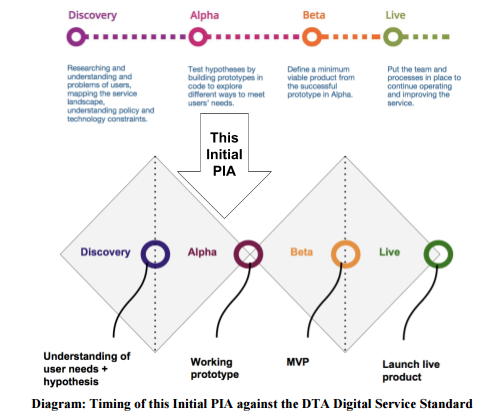 Discovery
Alpha
Beta
Live
Researching and
understanding and
problems of users,
mapping the service
landscape,
understanding policy and
technology constraints.
Test hypotheses by
building prototypes in
code to explore
different ways to meet
users' needs.
Define a minimum
viable product from
the successful
prototype in Alpha.
Put the team and
processes in place to
continue operating
and improving the
service.
This
Initial
PIA
Discovery
Alpha
Beta
Live
Understanding of
user needs +
hypothesis
Working
prototype
MVP
Launch live
product
Diagram: Timing of this Initial PIA against the DTA Digital Service Standard